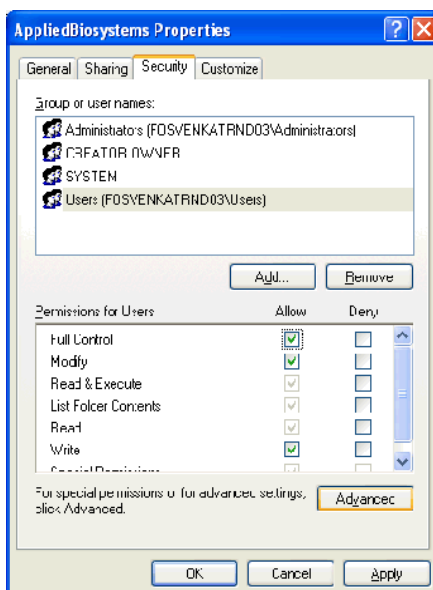 AppliedBiosystems Properties
General Sharing Security Customize
Group or user names:
Administrators (FOSVENKATRND03\Administrators)
CREATOR OWNER
SYSTEM
Users (FOSVENKATRND03\Users)
Add... Remove
Permissions for Users Allow Deny
Full Control
Modify
Read & Execute
List Folder Contents
Read
Write
Special Permissions
For special permissions or for advanced settings,
click Advanced.
Advanced
OK Cancel Apply